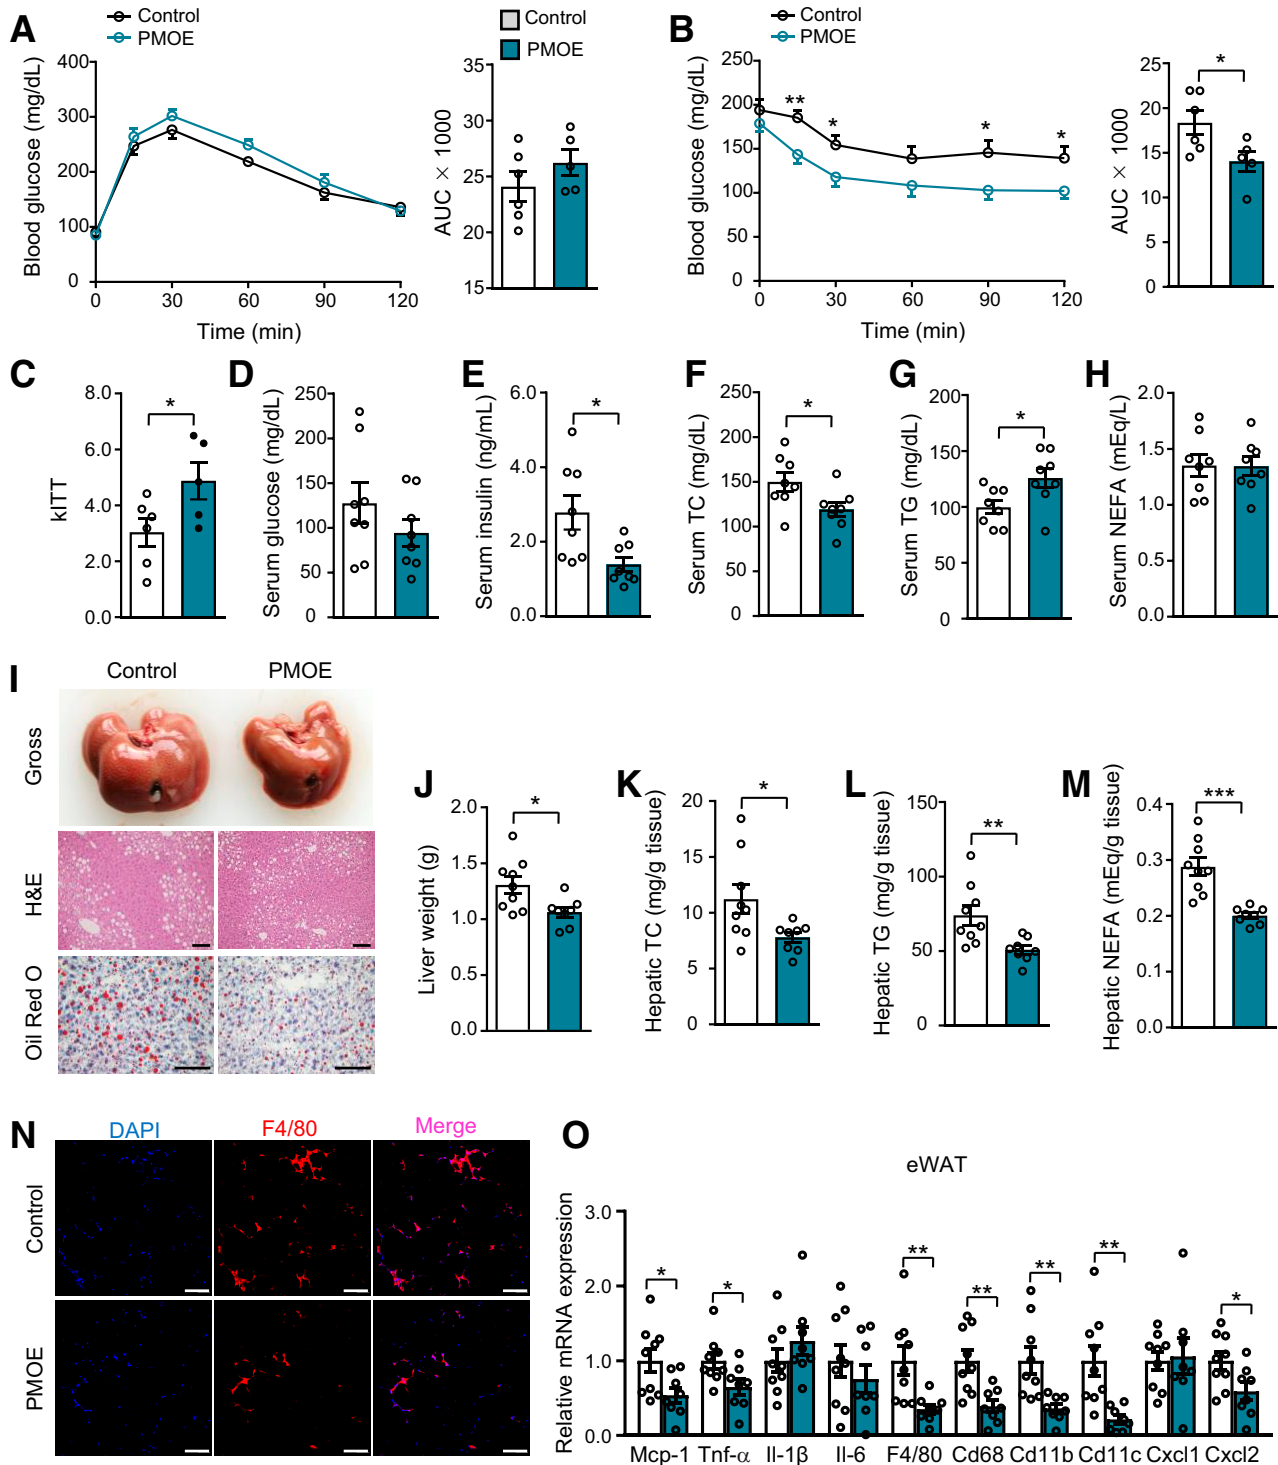 A
Control
PMOE
Blood glucose (mg/dL)
400
300
200
100
0
0 30 60 90 120
Time (min)
Control
PMOE
AUC × 1000
35
30
25
20
15
B
Control
PMOE
Blood glucose (mg/dL)
250
200
150
100
50
0
** * * *
0 30 60 90 120
Time (min)
AUC × 1000
25
20
15
10
5
0
*
C
kITT
8.0
6.0
4.0
2.0
0.0
*
D
Serum glucose (mg/dL)
250
200
150
100
50
0
E
Serum insulin (ng/mL)
6.0
4.0
2.0
0
*
F
Serum TC (mg/dL)
250
200
150
100
50
0
*
G
Serum TG (mg/dL)
200
150
100
50
0
*
H
Serum NEFA (mEq/L)
2.0
1.5
1.0
0.5
0.0
I
Control PMOE
Gross
H&E
Oil Red O
J
Liver weight (g)
2.0
1.5
1.0
0.5
0.0
*
K
Hepatic TC (mg/g tissue)
20
15
10
5
0
*
L
Hepatic TG (mg/g tissue)
150
100
50
0
**
M
Hepatic NEFA (mEq/g tissue)
0.4
0.3
0.2
0.1
0.0
***
N
DAPI F4/80 Merge
Control
PMOE
O
eWAT
Relative mRNA expression
3.0
2.0
1.0
0.0
* * ** ** ** ** *
Mcp-1 Tnf-α Il-1β Il-6 F4/80 Cd68 Cd11b Cd11c Cxcl1 Cxcl2